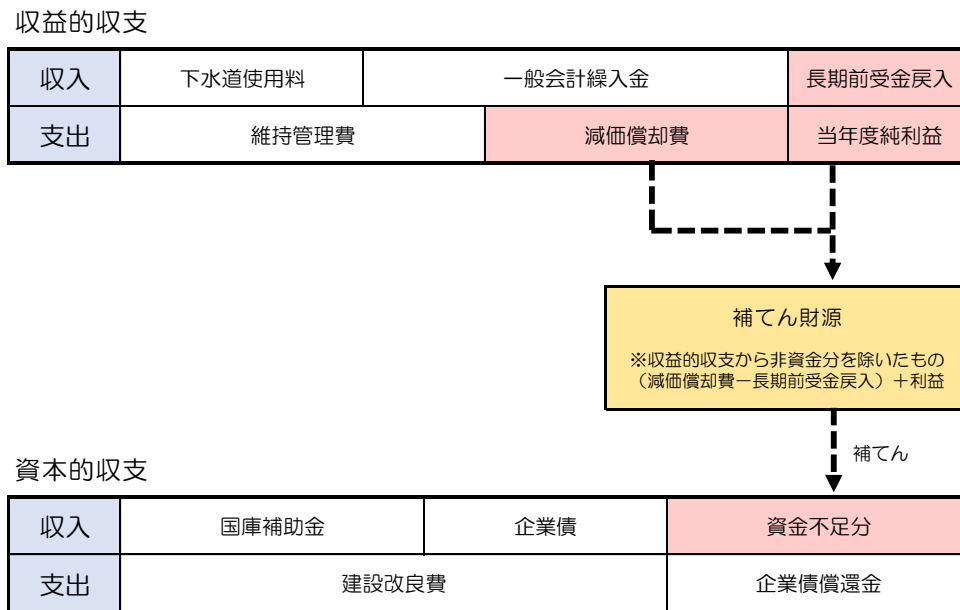 収益的収支
収入
下水道使用料
一般会計繰入金
長期前受金戻入
支出
維持管理費
減価償却費
当年度純利益
補てん財源
※収益的収支から非資金分を除いたもの
（減価償却費－長期前受金戻入）＋利益
補てん
資本的収支
収入
国庫補助金
企業債
資金不足分
支出
建設改良費
企業債償還金